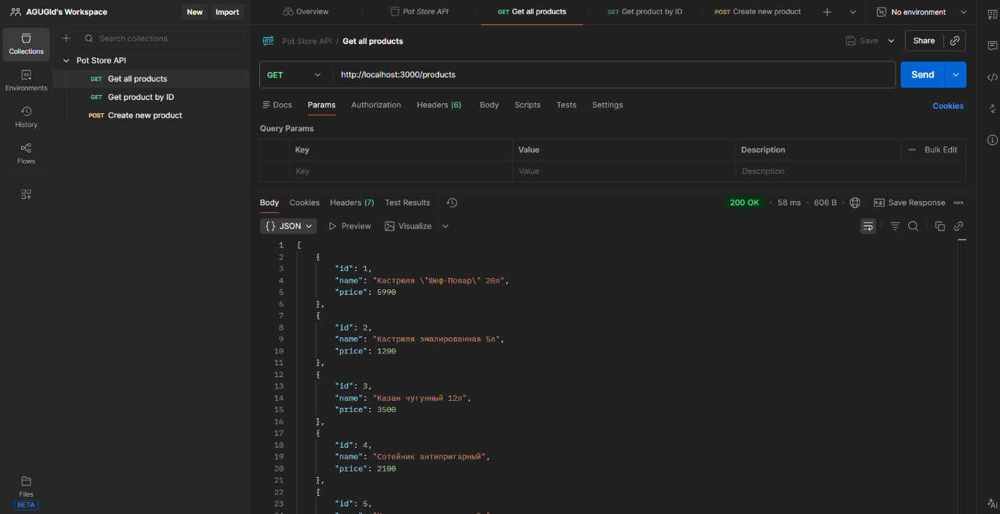 AGUGId's Workspace
New
Import
Overview
Pot Store API
GET Get all products
GET Get product by ID
POST Create new product
No environment
Collections
Environments
History
Flows
Files
BETA
Search collections
Pot Store API
GET Get all products
GET Get product by ID
POST Create new product
HTTP Pot Store API / Get all products
Save
Share
GET http://localhost:3000/products
Send
Docs Params Authorization Headers (6) Body Scripts Tests Settings
Cookies
Query Params
Key Value Description Bulk Edit
Key Value Description
Body Cookies Headers (7) Test Results
200 OK • 58 ms • 606 B
e.g. Save Response
{ } JSON Preview Visualize
1 [
2 {
3 "id": 1,
4 "name": "Кастрюля \"Шеф-Повар\" 20л",
5 "price": 5990
6 },
7 {
8 "id": 2,
9 "name": "Кастрюля эмалированная 5л",
10 "price": 1200
11 },
12 {
13 "id": 3,
14 "name": "Казан чугунный 12л",
15 "price": 3500
16 },
17 {
18 "id": 4,
19 "name": "Сотейник антипригарный",
20 "price": 2100
21 },
22 {
23 "id": 5,
AI